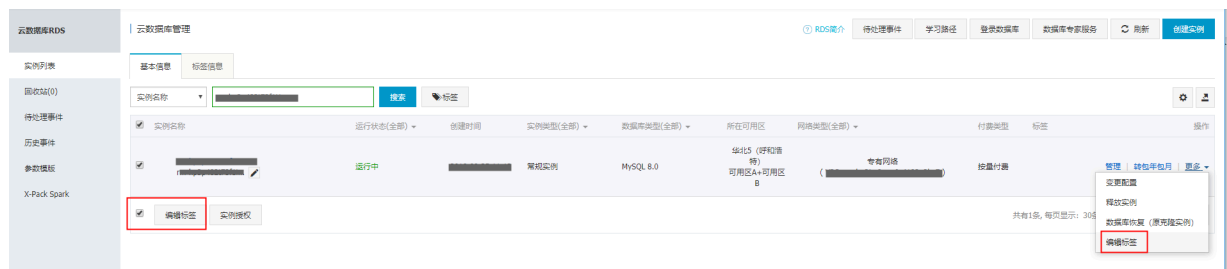 云数据库RDS
实例列表
回收站(0)
待处理事件
历史事件
参数模板
X-Pack Spark
云数据库管理
RDS简介 待处理事件 学习路径 登录数据库 数据库专家服务 刷新 创建实例
基本信息 标签信息
实例名称 搜索 标签
实例名称 运行状态(全部) 创建时间 实例类型(全部) 数据库类型(全部) 所在可用区 网络类型(全部) 付费类型 标签 操作
运行中 常规实例 MySQL 8.0 华北5（呼和浩
特）
可用区A+可用区
B
专有网络
按量付费 管理 转包年包月 更多
变更配置
释放实例
数据库恢复（原克隆实例）
编辑标签
编辑标签 实例授权 共有1条, 每页显示: 30条